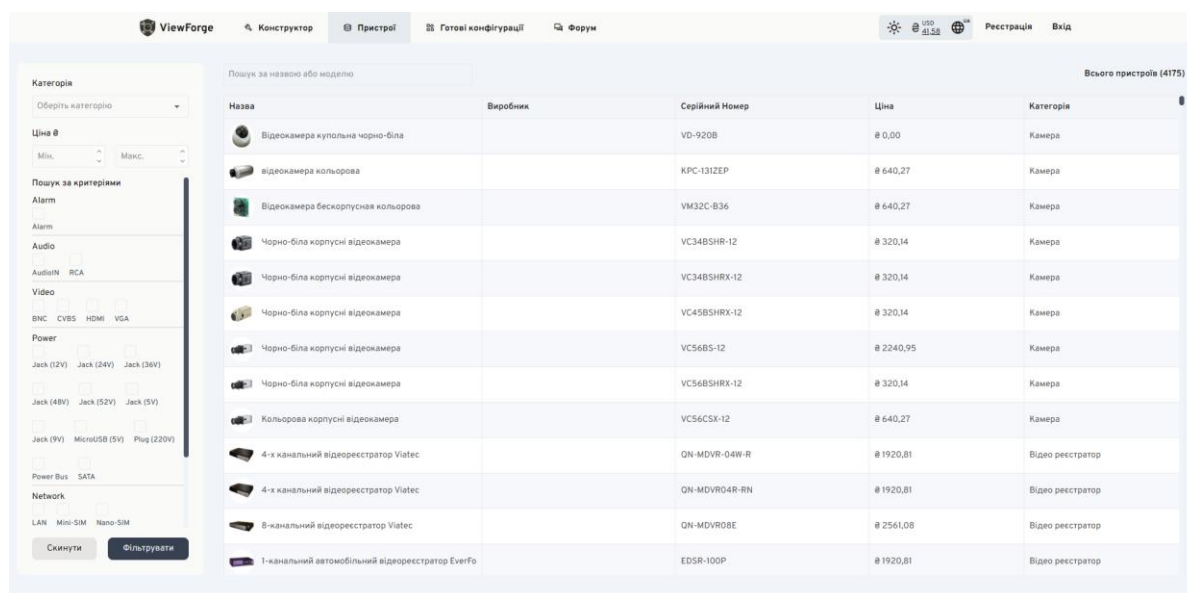 ViewForge
Конструктор
Пристрої
Готові конфігурації
Форум
₴ USD 41,58
UA
Реєстрація
Вхід
Категорія
Оберіть категорію
Ціна ₴
Мін.
Макс.
Пошук за критеріями
Alarm
Alarm
Audio
AudioIN RCA
Video
BNC CVBS HDMI VGA
Power
Jack (12V) Jack (24V) Jack (36V)
Jack (48V) Jack (52V) Jack (5V)
Jack (9V) MicroUSB (5V) Plug (220V)
Power Bus SATA
Network
LAN Mini-SIM Nano-SIM
Скинути
Фільтрувати
Пошук за назвою або моделю
Всього пристроїв (4175)
Назва Виробник Серійний Номер Ціна Категорія
Відеокамера купольна чорно-біла VD-920B ₴ 0,00 Камера
відеокамера кольорова KPC-131ZEP ₴ 640,27 Камера
Відеокамера бескорпусная кольорова VM32C-B36 ₴ 640,27 Камера
Чорно-біла корпусні відеокамера VC34BSHR-12 ₴ 320,14 Камера
Чорно-біла корпусні відеокамера VC34BSHRX-12 ₴ 320,14 Камера
Чорно-біла корпусні відеокамера VC45BSHRX-12 ₴ 320,14 Камера
Чорно-біла корпусні відеокамера VC56BS-12 ₴ 2240,95 Камера
Чорно-біла корпусні відеокамера VC56BSHRX-12 ₴ 320,14 Камера
Кольорова корпусні відеокамера VC56CSX-12 ₴ 640,27 Камера
4-х канальний відеореєстратор Viatec QN-MDVR-04W-R ₴ 1920,81 Відео реєстратор
4-х канальний відеореєстратор Viatec QN-MDVR04R-RN ₴ 1920,81 Відео реєстратор
8-канальний відеореєстратор Viatec QN-MDVR08E ₴ 2561,08 Відео реєстратор
1-канальний автомобільний відеореєстратор EverFo EDSR-100P ₴ 1920,81 Відео реєстратор